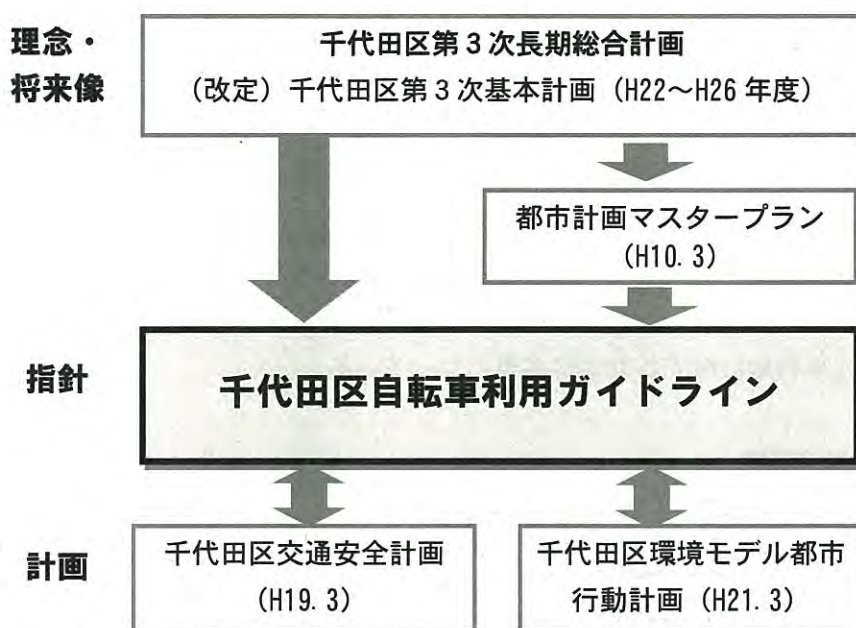 理念・
将来像
千代田区第３次長期総合計画
（改定）千代田区第３次基本計画（H22～H26 年度）
都市計画マスタープラン
（H10. 3）
指針
千代田区自転車利用ガイドライン
計画
千代田区交通安全計画
（H19. 3）
千代田区環境モデル都市
行動計画（H21. 3）